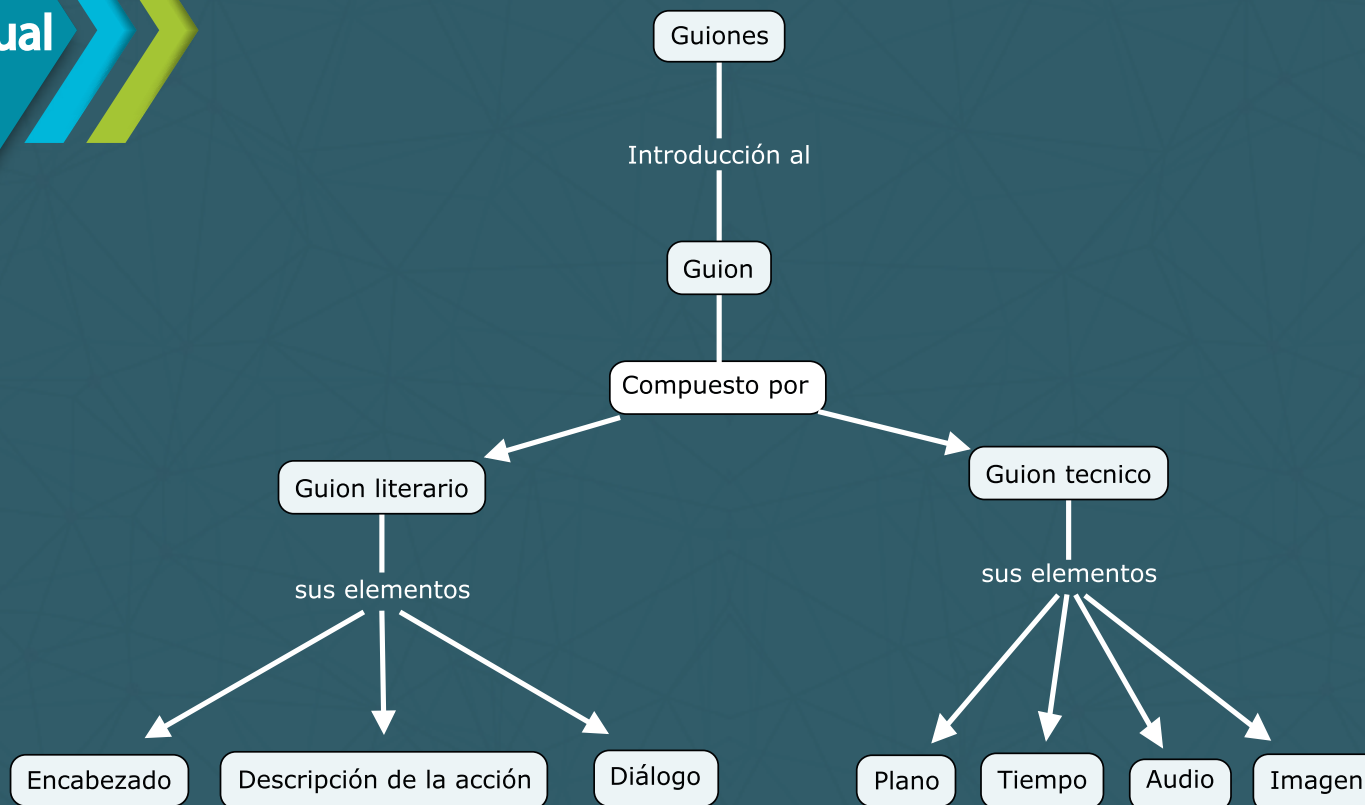 ual
Guiones
Introducción al
Guion
Compuesto por
Guion literario
Guion tecnico
sus elementos
sus elementos
Encabezado
Descripción de la acción
Diálogo
Plano
Tiempo
Audio
Imagen